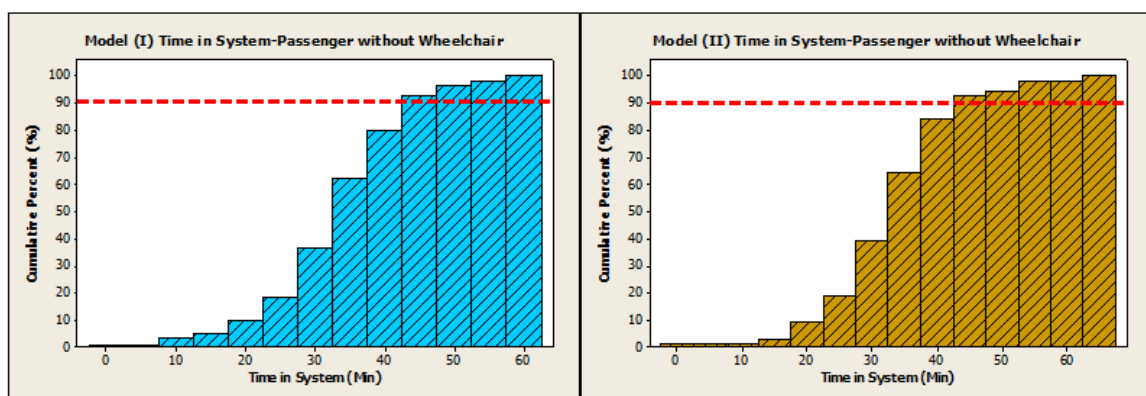 Model (I) Time in System-Passenger without Wheelchair
Cumulative Percent (%)
100
90
80
70
60
50
40
30
20
10
0
0 10 20 30 40 50 60
Time in System (Min)
Model (II) Time in System-Passenger without Wheelchair
Cumulative Percent (%)
100
90
80
70
60
50
40
30
20
10
0
0 10 20 30 40 50 60
Time in System (Min)